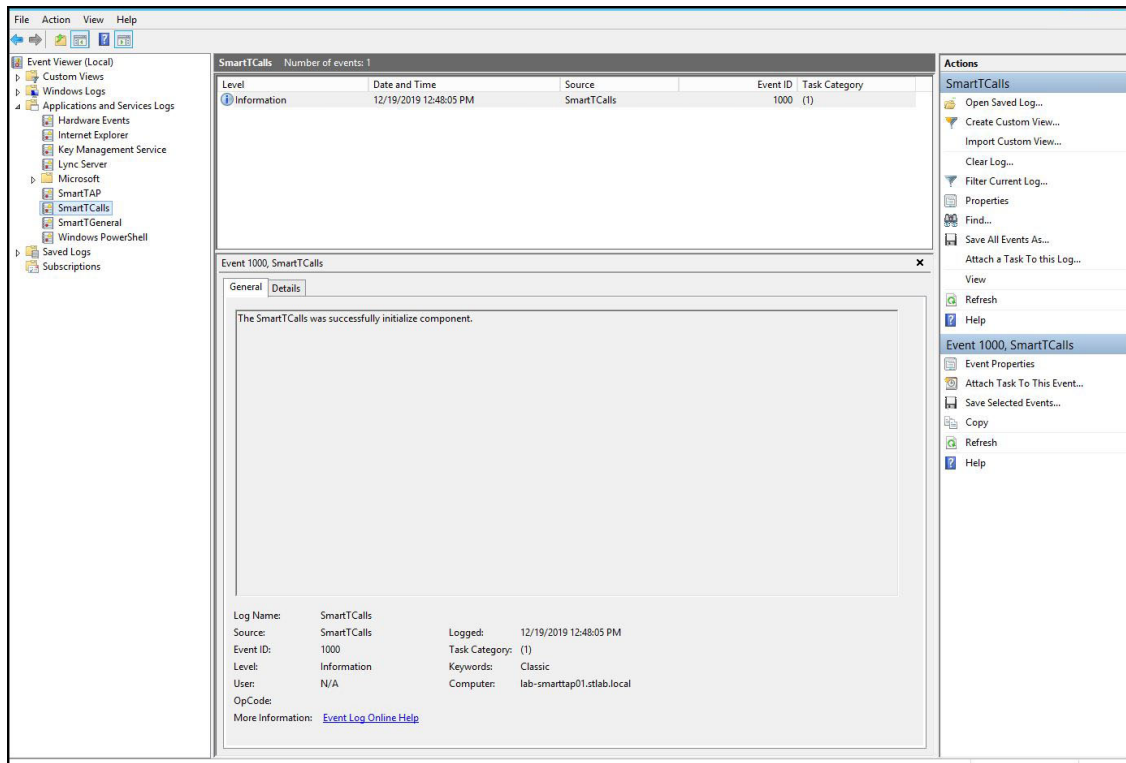 File Action View Help
Event Viewer (Local)
Custom Views
Windows Logs
Applications and Services Logs
Hardware Events
Internet Explorer
Key Management Service
Lync Server
Microsoft
SmartTAP
SmartTCalls
SmartTGeneral
Windows PowerShell
Saved Logs
Subscriptions
SmartTCalls Number of events: 1
Level Date and Time Source Event ID Task Category
Information 12/19/2019 12:48:05 PM SmartTCalls 1000 (1)
Event 1000, SmartTCalls
General Details
The SmartTCalls was successfully initialize component.
Log Name: SmartTCalls
Source: SmartTCalls Logged: 12/19/2019 12:48:05 PM
Event ID: 1000 Task Category: (1)
Level: Information Keywords: Classic
User: N/A Computer: lab-smarttap01.stlab.local
OpCode:
More Information: Event Log Online Help
Actions
SmartTCalls
Open Saved Log...
Create Custom View...
Import Custom View...
Clear Log...
Filter Current Log...
Properties
Find...
Save All Events As...
Attach a Task To this Log...
View
Refresh
Help
Event 1000, SmartTCalls
Event Properties
Attach Task To This Event...
Save Selected Events...
Copy
Refresh
Help